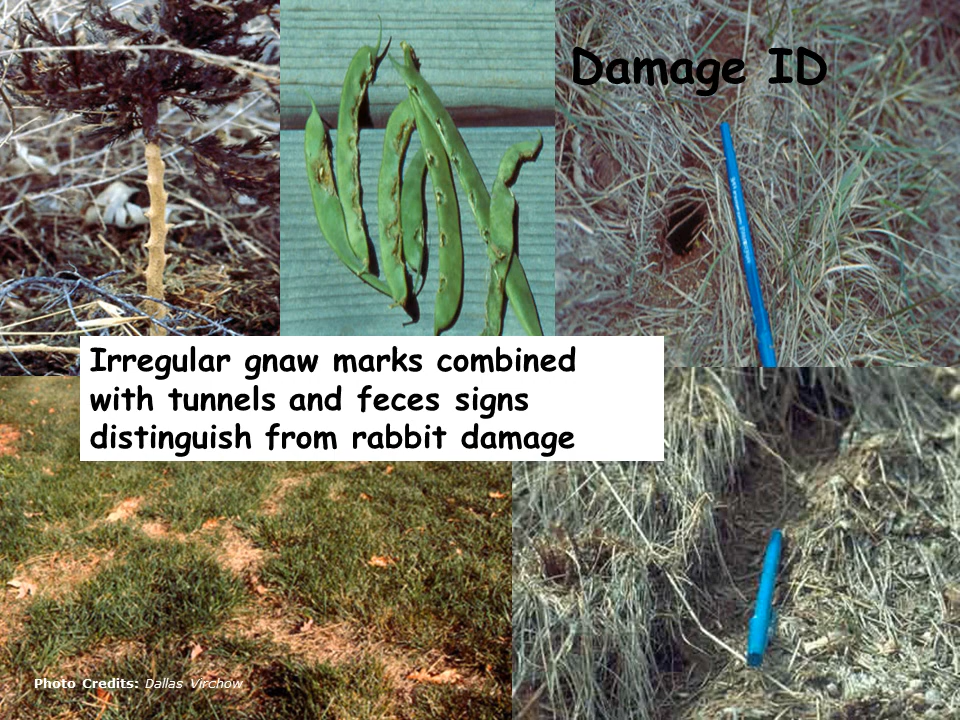 Damage ID
Irregular gnaw marks combined
with tunnels and feces signs
distinguish from rabbit damage
Photo Credits: Dallas Virchow